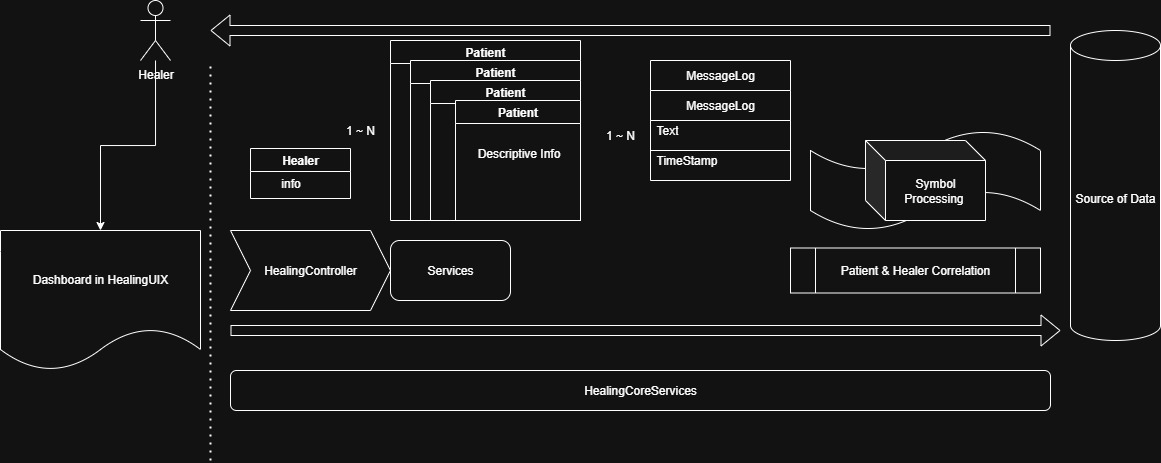 Healer
Patient
Patient
Patient
Patient
Descriptive Info
1 ~ N
Healer
info
1 ~ N
MessageLog
MessageLog
Text
TimeStamp
Symbol
Processing
Source of Data
Dashboard in HealingUIX
HealingController
Services
Patient & Healer Correlation
HealingCoreServices